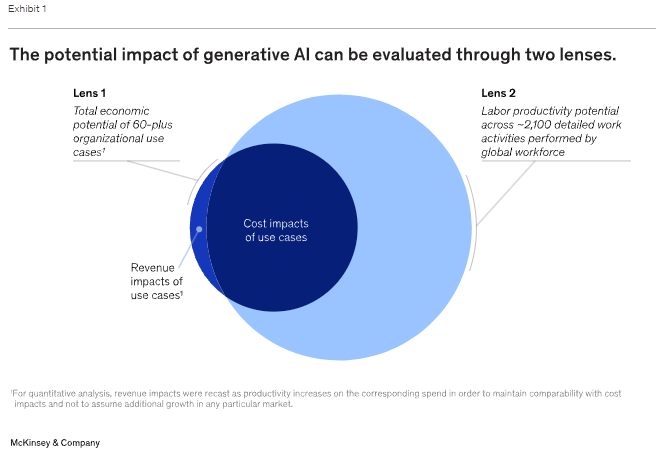 Exhibit 1
The potential impact of generative AI can be evaluated through two lenses.
Lens 1
Total economic
potential of 60-plus
organizational use
cases¹
Lens 2
Labor productivity potential
across ~2,100 detailed work
activities performed by
global workforce
Cost impacts
of use cases
Revenue
impacts of
use cases¹
¹For quantitative analysis, revenue impacts were recast as productivity increases on the corresponding spend in order to maintain comparability with cost
impacts and not to assume additional growth in any particular market.
McKinsey & Company